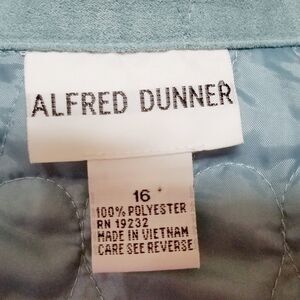 ALFRED DUNNER
16
100% POLYESTER
RN 19232
MADE IN VIETNAM
CARE SEE REVERSE